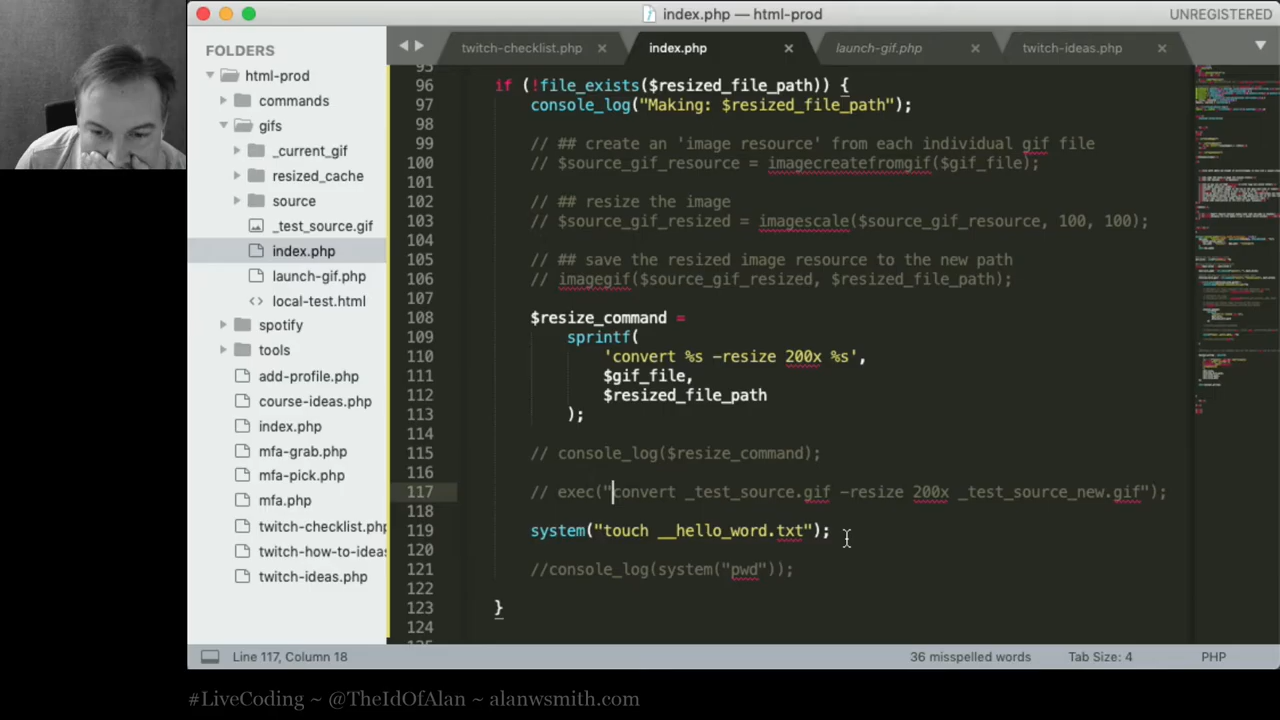 index.php — html-prod
UNREGISTERED
FOLDERS
html-prod
commands
gifs
_current_gif
resized_cache
source
_test_source.gif
index.php
launch-gif.php
local-test.html
spotify
tools
add-profile.php
course-ideas.php
index.php
mfa-grab.php
mfa-pick.php
mfa.php
twitch-checklist.php
twitch-how-to-ideas
twitch-ideas.php
twitch-checklist.php
index.php
launch-gif.php
twitch-ideas.php
95
96 if (!file_exists($resized_file_path)) {
97 console_log("Making: $resized_file_path");
98
99 // ## create an 'image resource' from each individual gif file
100 // $source_gif_resource = imagecreatefromgif($gif_file);
101
102 // ## resize the image
103 // $source_gif_resized = imagescale($source_gif_resource, 100, 100);
104
105 // ## save the resized image resource to the new path
106 // imagegif($source_gif_resized, $resized_file_path);
107
108 $resize_command =
109 sprintf(
110 'convert %s -resize 200x %s',
111 $gif_file,
112 $resized_file_path
113 );
114
115 // console_log($resize_command);
116
117 // exec("convert _test_source.gif -resize 200x _test_source_new.gif");
118
119 system("touch __hello_word.txt");
120
121 //console_log(system("pwd"));
122
123 }
124
Line 117, Column 18
36 misspelled words
Tab Size: 4
PHP
#LiveCoding ~ @TheIdOfAlan ~ alanwsmith.com